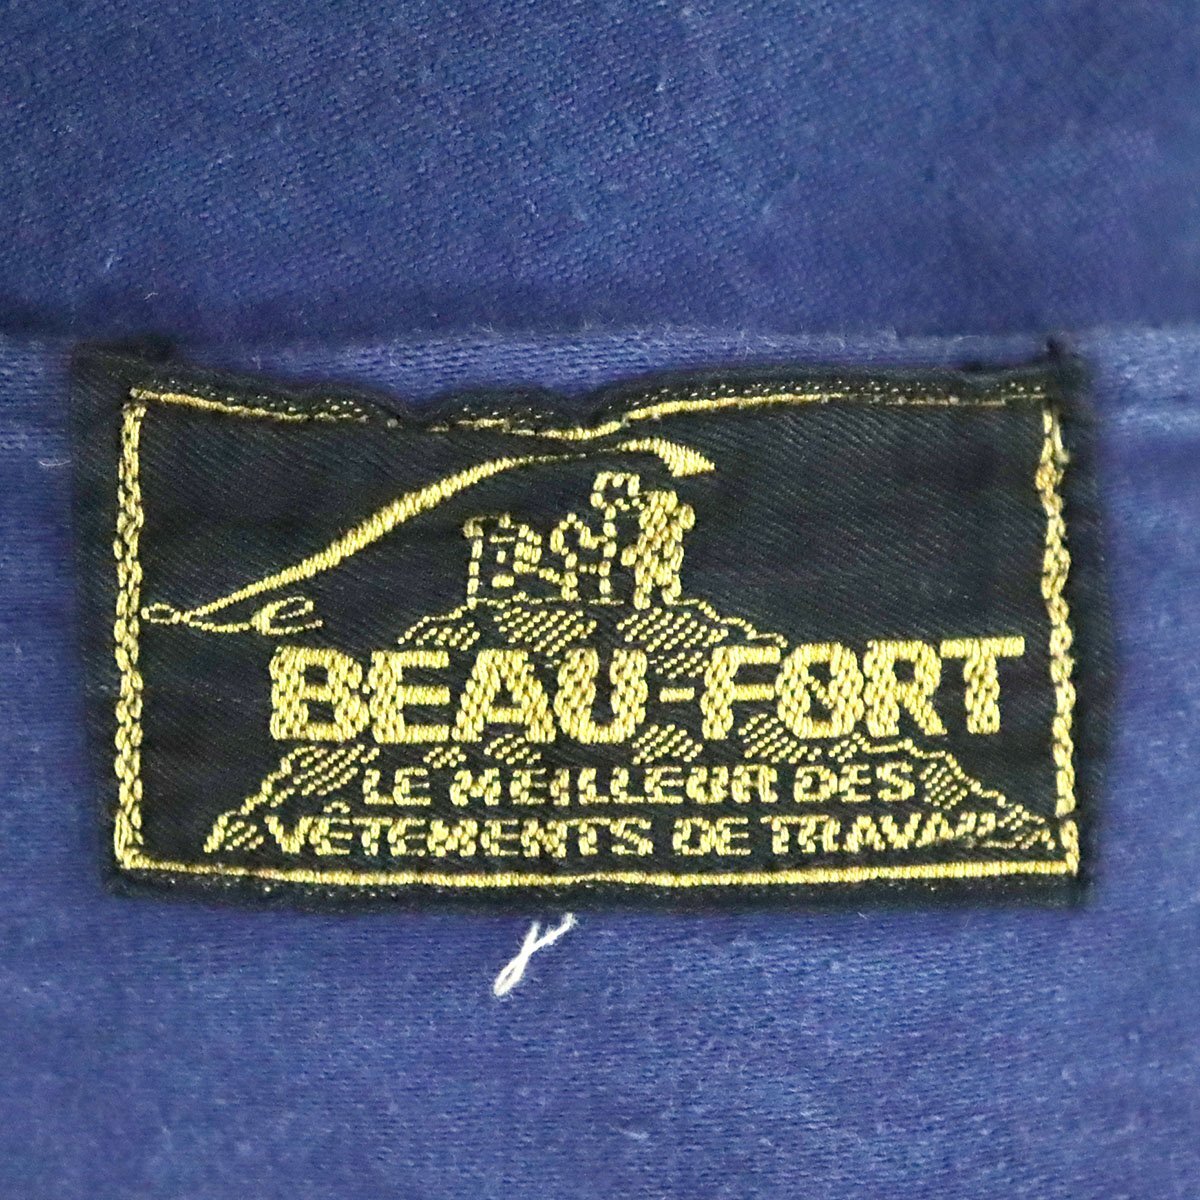 Le
BEAU-FORT
LE MEILLEUR DES
VÊTEMENTS DE TRAVAIL